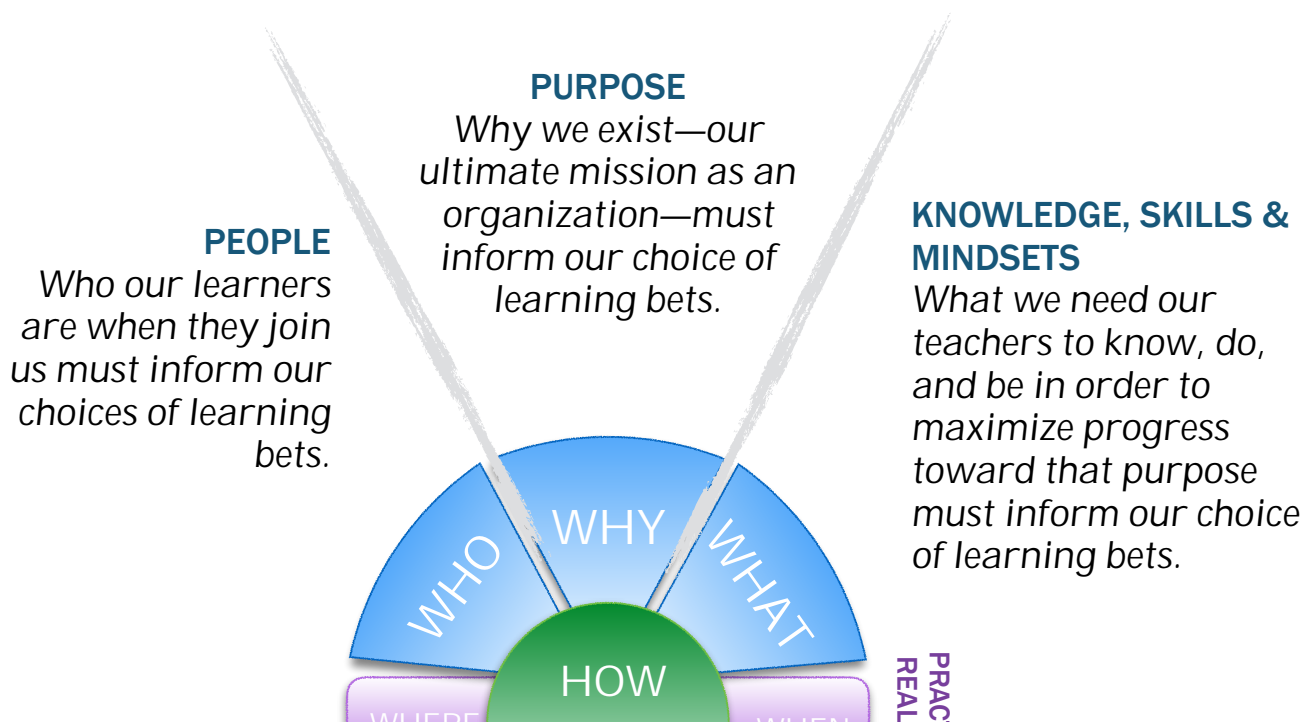 PURPOSE
Why we exist—our
ultimate mission as an
organization—must
inform our choice of
learning bets.
PEOPLE
Who our learners
are when they join
us must inform our
choices of learning
bets.
KNOWLEDGE, SKILLS &
MINDSETS
What we need our
teachers to know, do,
and be in order to
maximize progress
toward that purpose
must inform our choice
of learning bets.
WHO
WHY
WHAT
HOW
WHERE
WHEN